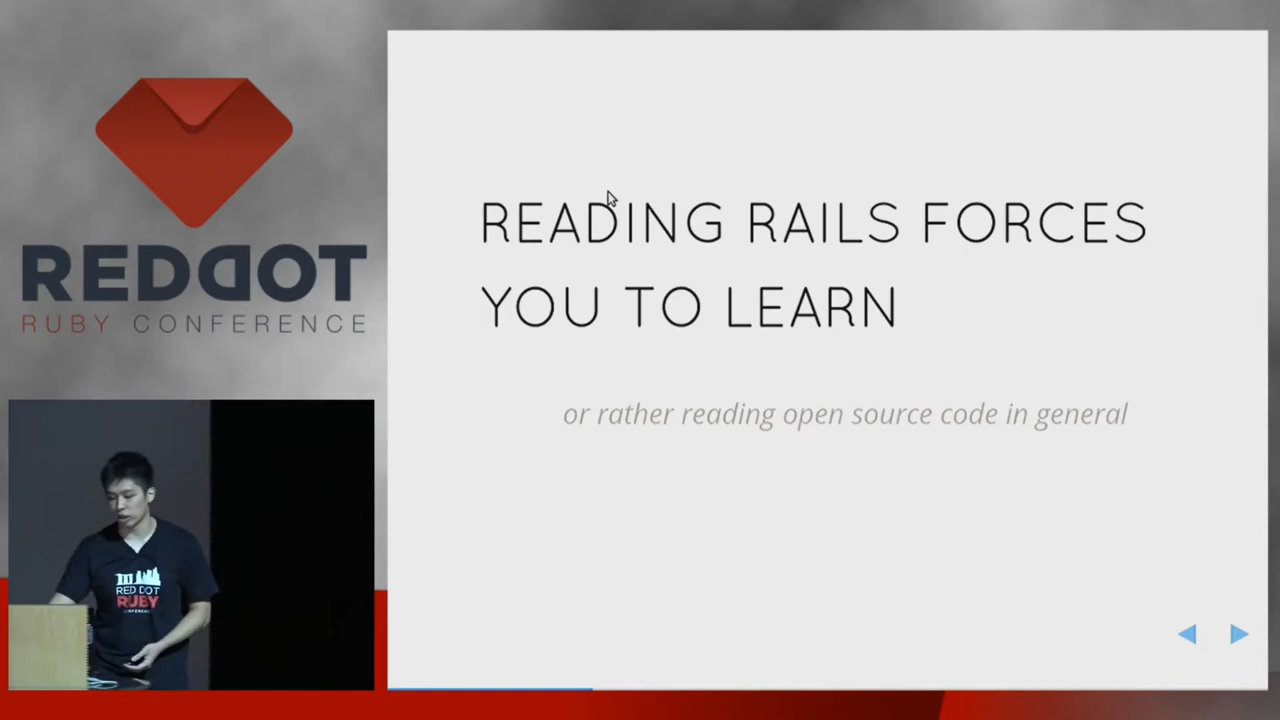 REDDOT
RUBY CONFERENCE
READING RAILS FORCES
YOU TO LEARN
or rather reading open source code in general
RED DOT
RUBY
CONFERENCE